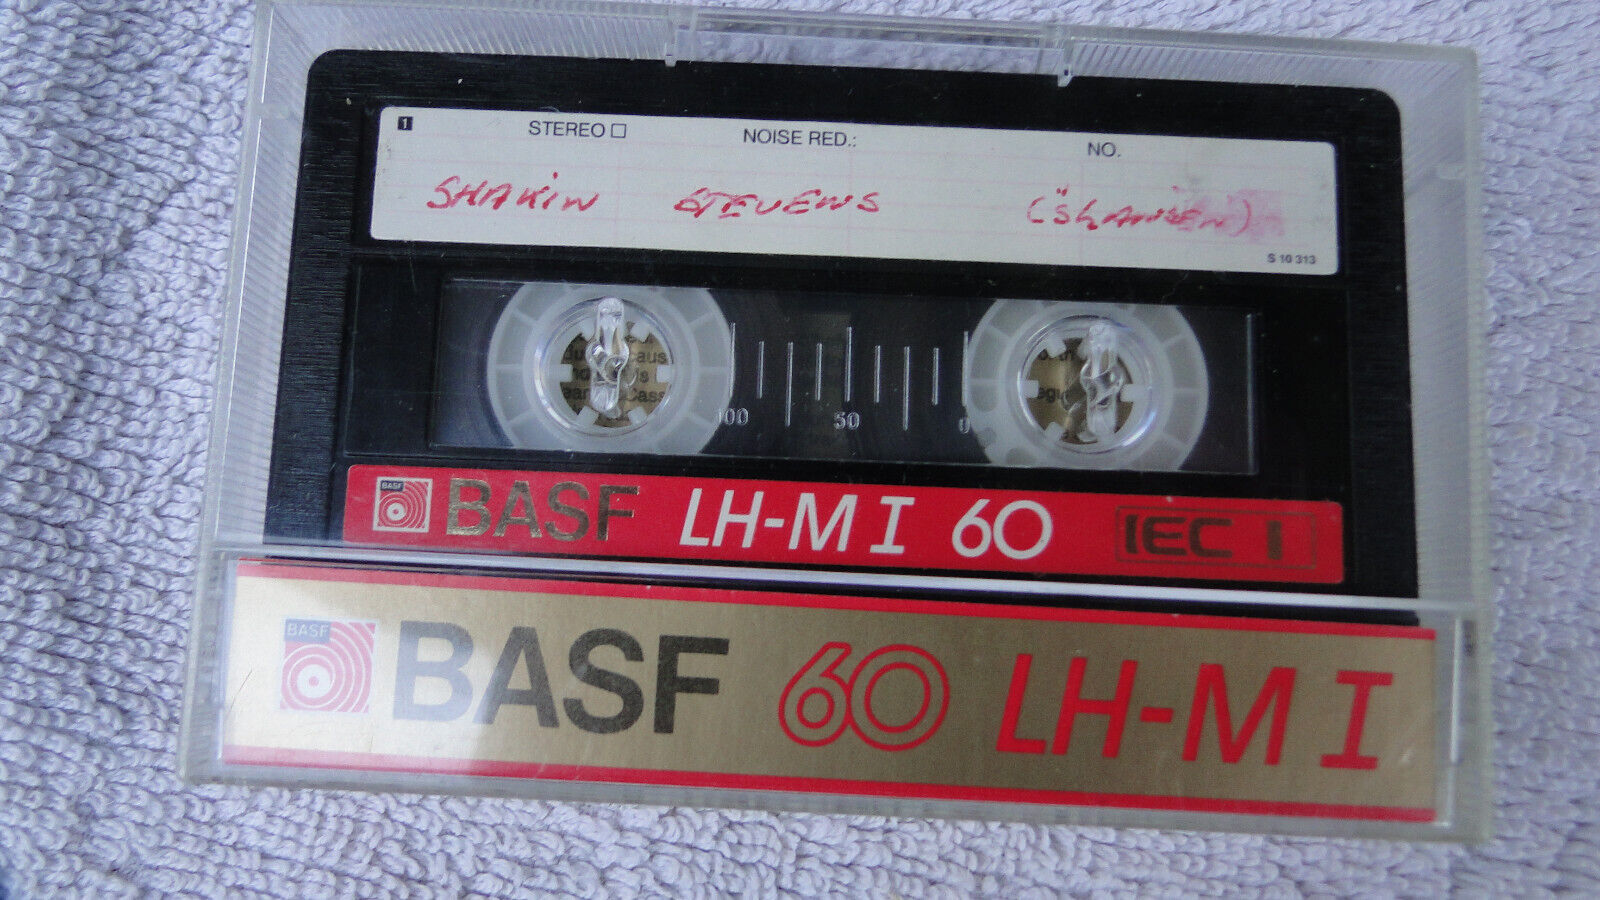 1 STEREO NOISE RED.: NO.
SHAKIN STEVENS
S 10 313
100 50 0
BASF BASF LH-M I 60 IEC I
BASF BASF 60 LH-M I